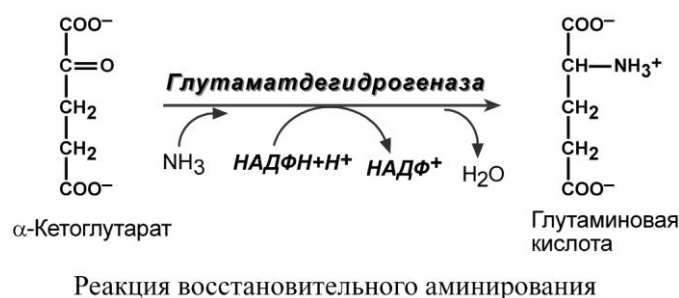 COO⁻
C=O
CH₂
CH₂
COO⁻
α-Кетоглутарат
Глутаматдегидрогеназа
NH₃
НАДФН+Н⁺
НАДФ⁺
H₂O
COO⁻
CH—NH₃⁺
CH₂
CH₂
COO⁻
Глутаминовая
кислота
Реакция восстановительного аминирования